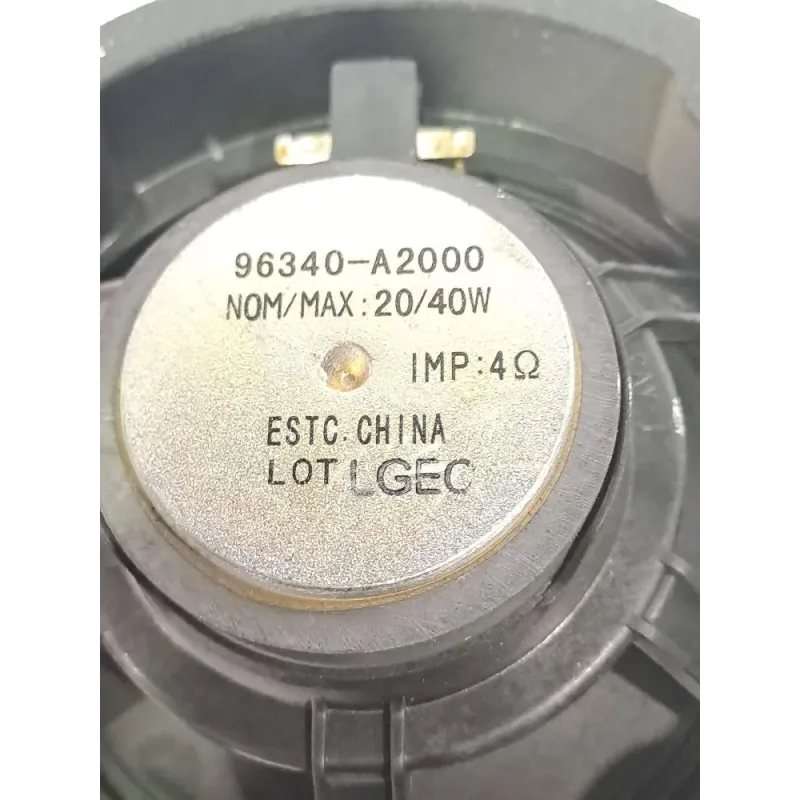 96340-A2000
NOM/MAX:20/40W
IMP:4Ω
ESTC.CHINA
LOT LGEC